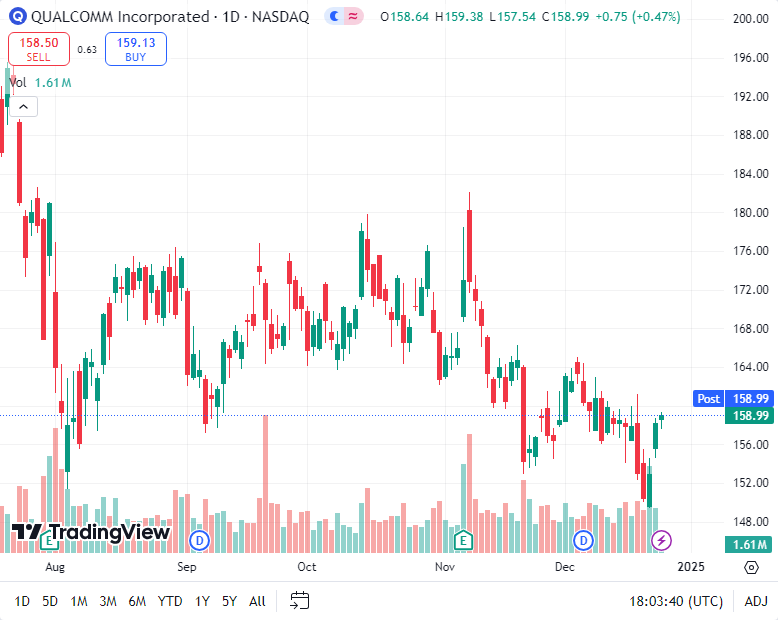 QUALCOMM Incorporated · 1D · NASDAQ O158.64 H159.38 L157.54 C158.99 +0.75 (+0.47%)
158.50 SELL 0.63 159.13 BUY
Vol 1.61M
200.00
196.00
192.00
188.00
184.00
180.00
176.00
172.00
168.00
164.00
Post 158.99
158.99
156.00
152.00
148.00
1.61M
TradingView
E D E D
Aug Sep Oct Nov Dec 2025
1D 5D 1M 3M 6M YTD 1Y 5Y All 18:03:40 (UTC) ADJ